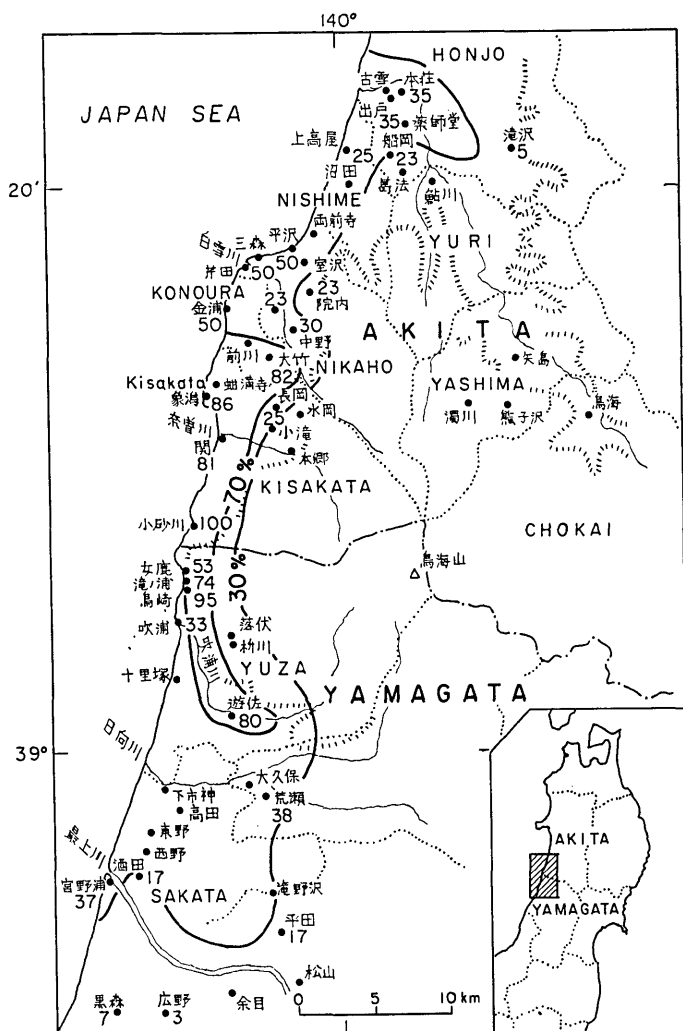 140°
HONJO
古雪
本荘
35
JAPAN SEA
出戸
35
薬師堂
船岡
滝沢
5
上高屋
25
23
沼田
葛法
鮎川
20′
NISHIME
両前寺
白雪川
三森
平沢
YURI
芹田
50
50
室沢
KONOURA
23
23
院内
金浦
50
30
中野
AKITA
前川
大竹
NIKAHO
矢島
82
Kisakata
蚶満寺
長岡
YASHIMA
象潟
86
25
水岡
濁川
熊子沢
鳥海
奈曽川
小滝
関
81
本郷
70%
KISAKATA
小砂川
100
CHOKAI
女鹿
53
鳥海山
滝ノ浦
74
30%
鳥崎
95
吹浦
33
落伏
吹浦川
枡川
YUZA
十里塚
YAMAGATA
遊佐
80
日向川
39°
大久保
下市神
荒瀬
高田
38
東野
最上川
西野
酒田
17
宮野浦
37
SAKATA
滝野沢
平田
17
松山
余目
0 5 10 km
黒森
7
広野
3
AKITA
YAMAGATA